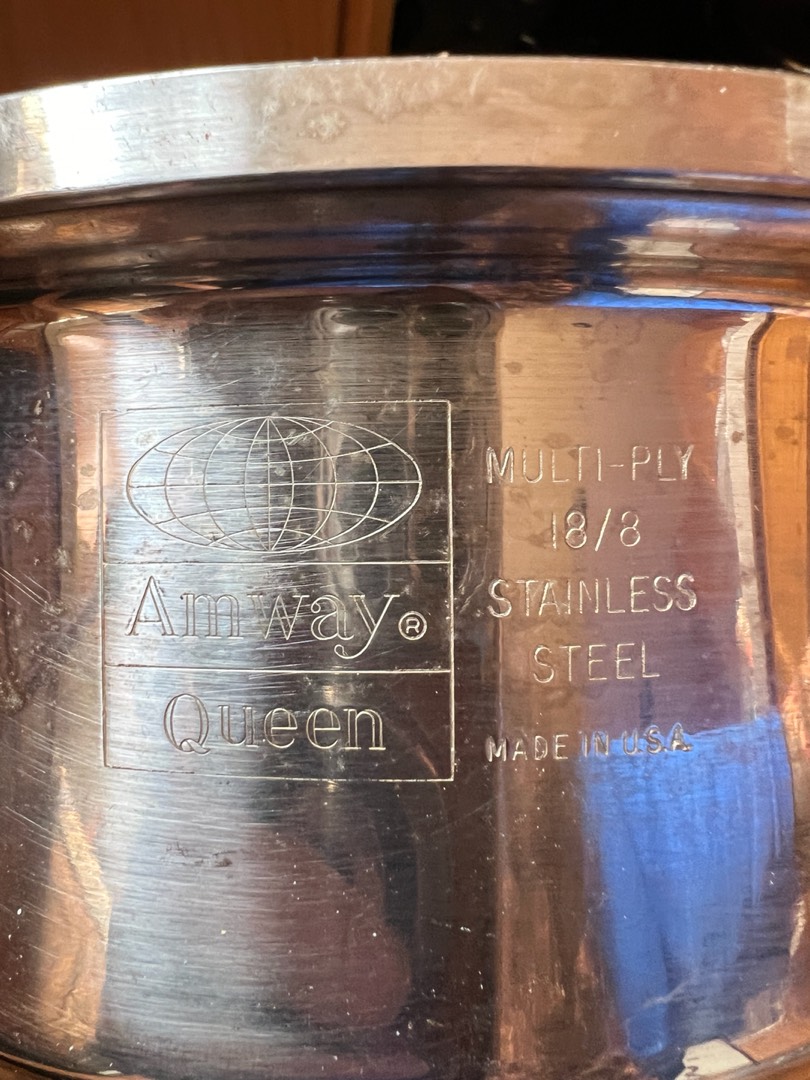 Amway®
Queen
MULTI-PLY
18/8
STAINLESS
STEEL
MADE IN U.S.A.